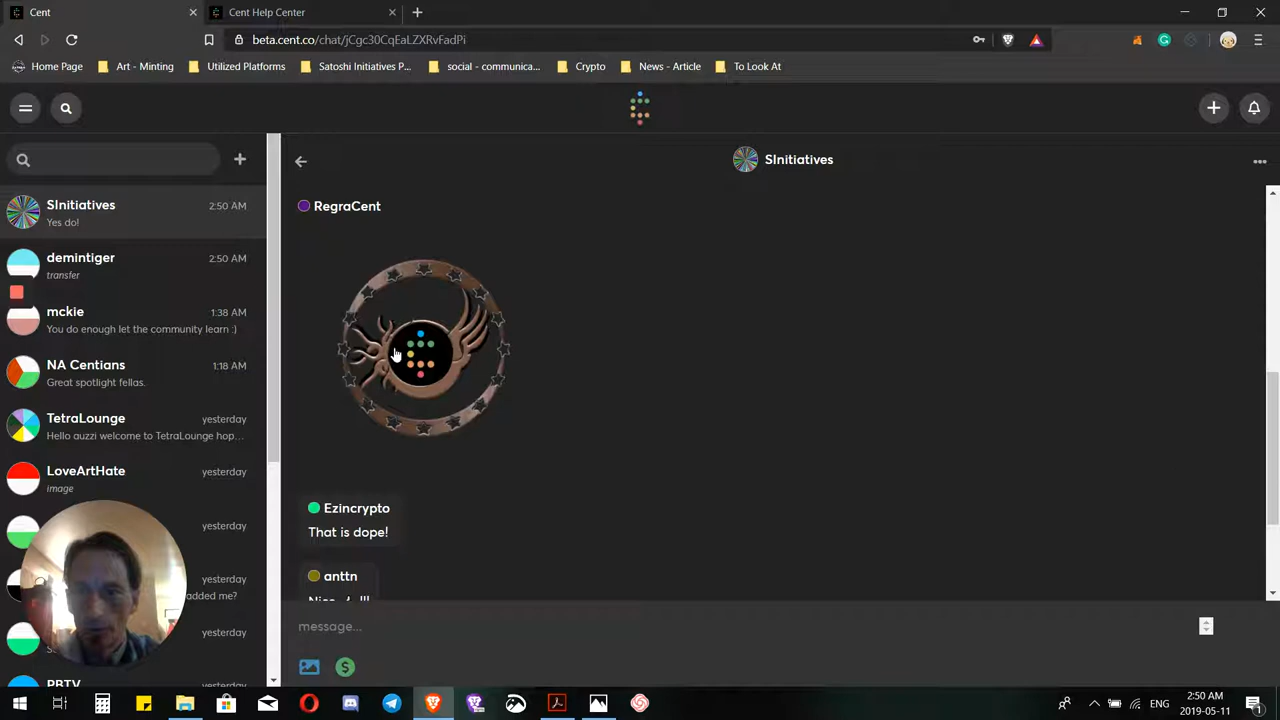 Cent
Cent Help Center
beta.cent.co/chat/jCgc30CqEaLZXRvfadPi
Home Page
Art - Minting
Utilized Platforms
Satoshi Initiatives P...
social - communica...
Crypto
News - Article
To Look At
SInitiatives 2:50 AM
Yes do!
demintiger 2:50 AM
transfer
mckie 1:38 AM
You do enough let the community learn :)
NA Centians 1:18 AM
Great spotlight fellas.
TetraLounge yesterday
Hello auzzi welcome to TetraLounge hop...
LoveArtHate yesterday
image
yesterday
yesterday
added me?
yesterday
PBTV
SInitiatives
RegraCent
Ezincrypto
That is dope!
anttn
message...
ENG
2:50 AM
2019-05-11
1